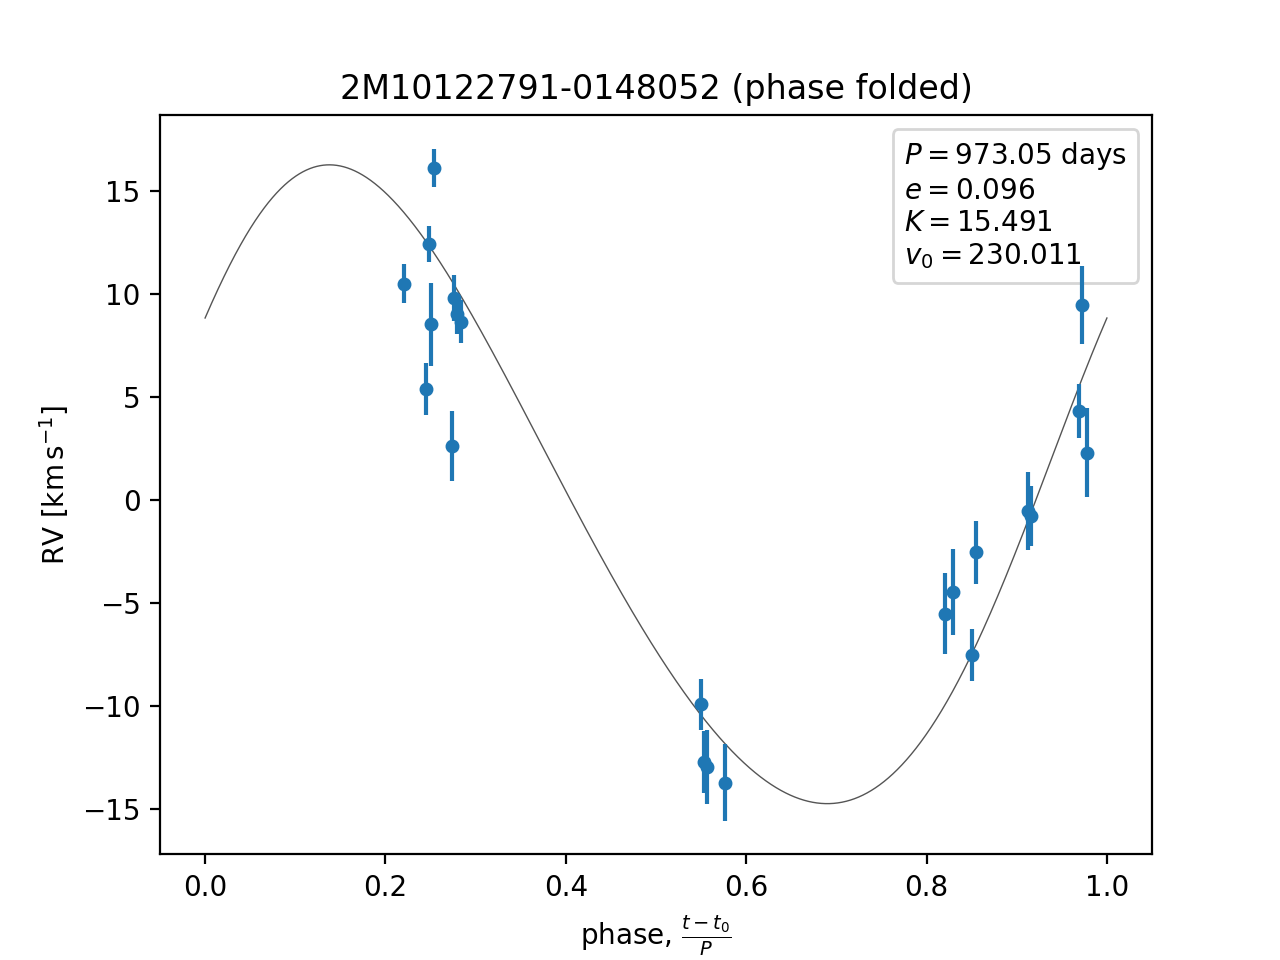 2M10122791-0148052 (phase folded)
P = 973.05 days
e = 0.096
K = 15.491
v₀ = 230.011
15
10
5
0
−5
−10
−15
RV [km s⁻¹]
0.0 0.2 0.4 0.6 0.8 1.0
phase, (t − t₀)/P